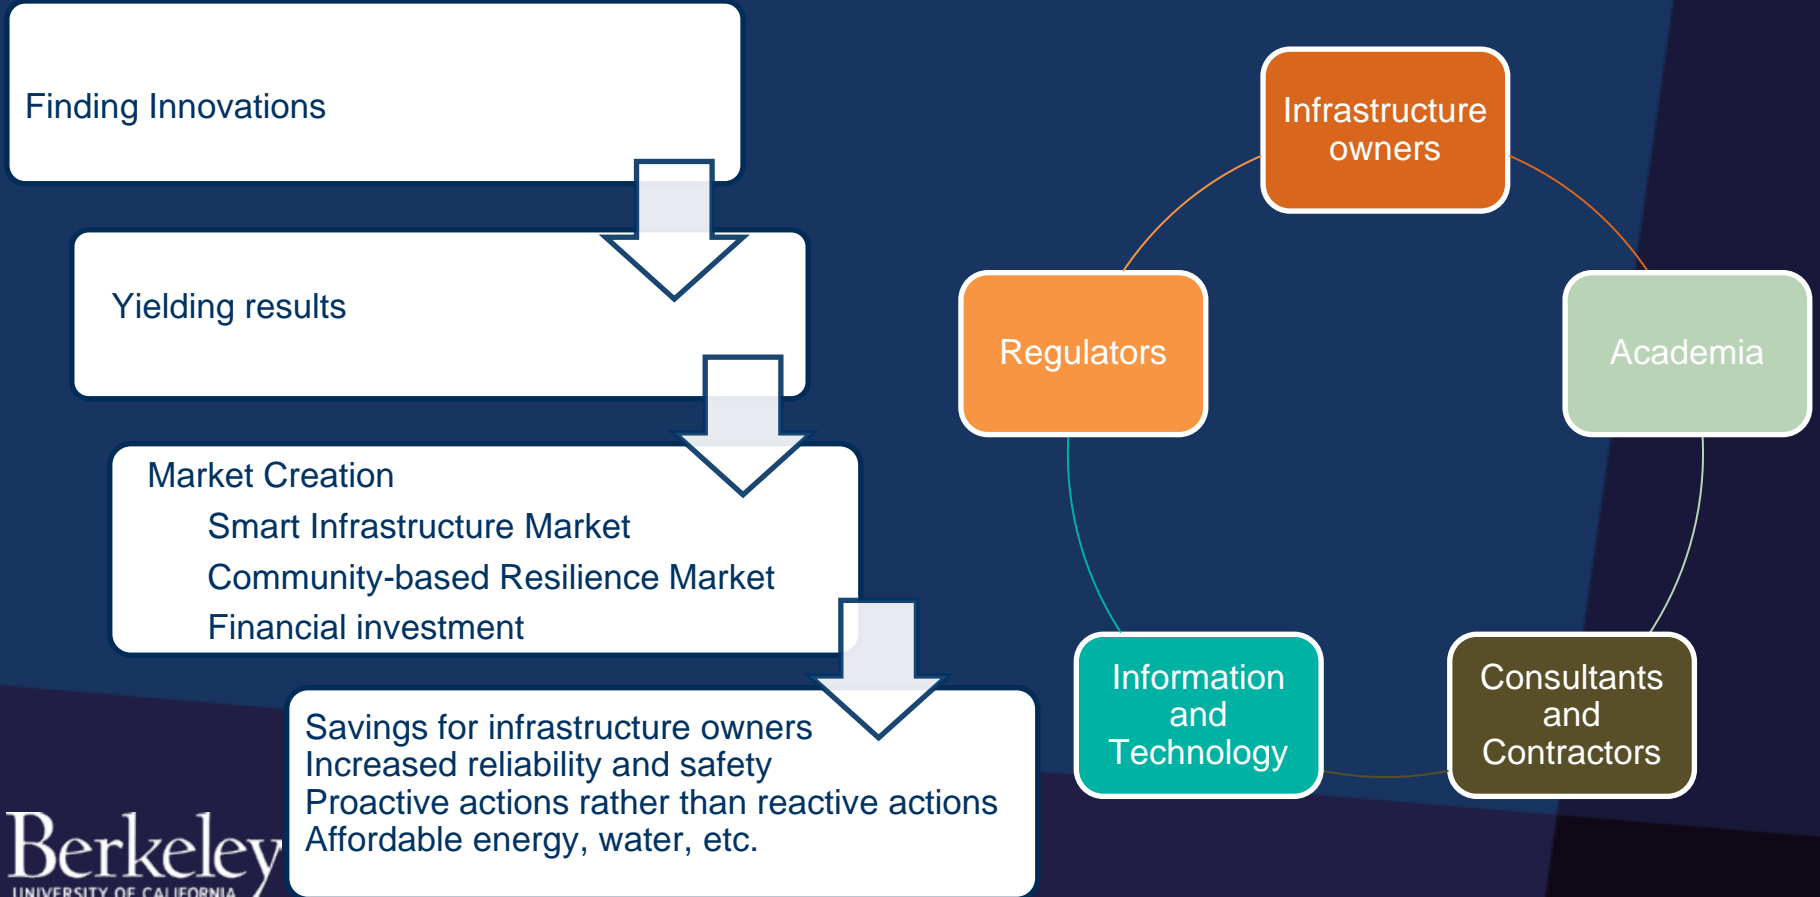 Finding Innovations
Yielding results
Market Creation
Smart Infrastructure Market
Community-based Resilience Market
Financial investment
Savings for infrastructure owners
Increased reliability and safety
Proactive actions rather than reactive actions
Affordable energy, water, etc.
Infrastructure
owners
Regulators
Academia
Information
and
Technology
Consultants
and
Contractors
Berkeley
UNIVERSITY OF CALIFORNIA